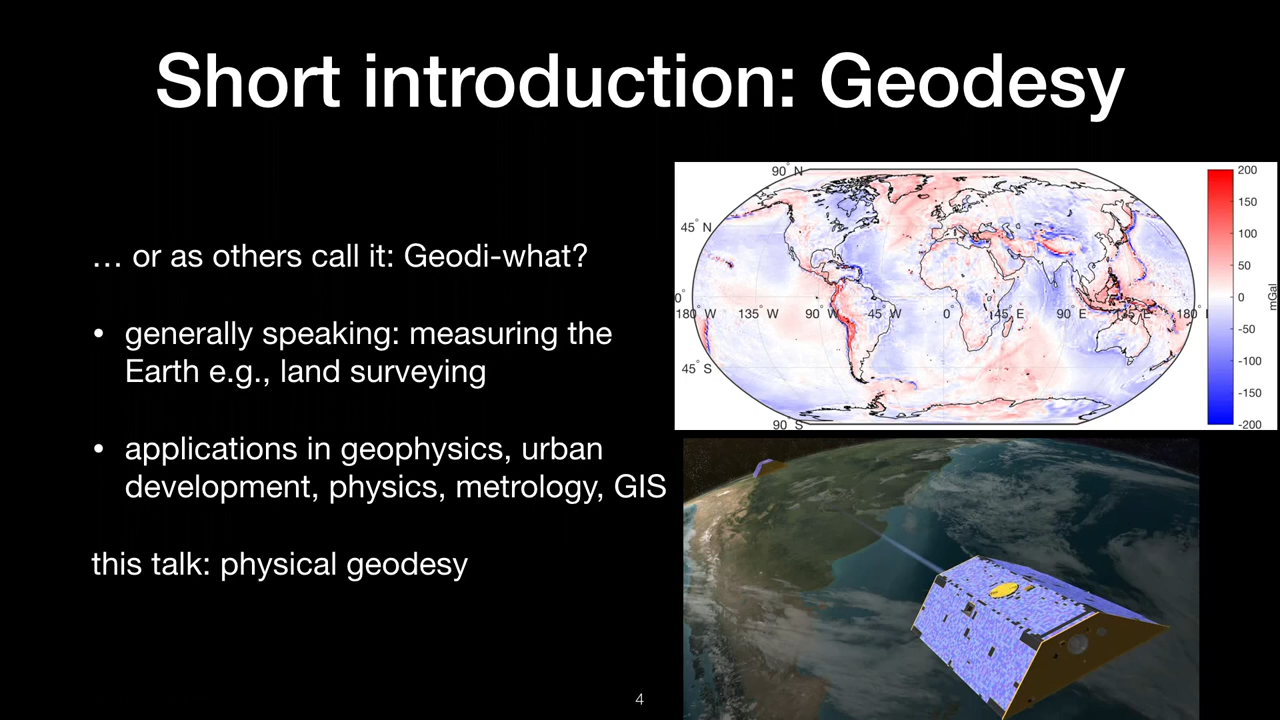 Short introduction: Geodesy
… or as others call it: Geodi-what?
• generally speaking: measuring the
Earth e.g., land surveying
• applications in geophysics, urban
development, physics, metrology, GIS
this talk: physical geodesy
90° N
45° N
0°
180° W 135° W 90° W 45° W 0° 45° E 90° E 135° E 180°
45° S
90° S
200
150
100
50
0
-50
-100
-150
-200
mGal
4